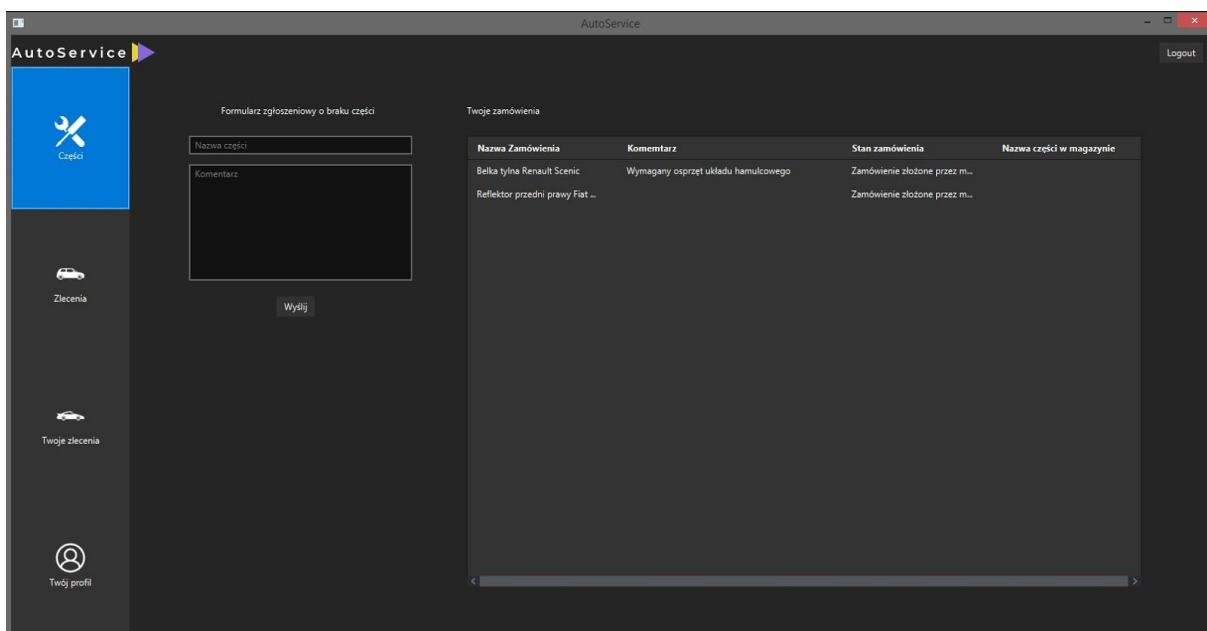 AutoService
AutoService
Logout
Części
Zlecenia
Twoje zlecenia
Twój profil
Formularz zgłoszeniowy o braku części
Nazwa części
Komentarz
Wyślij
Twoje zamówienia
Nazwa Zamówienia Komemtarz Stan zamówienia Nazwa części w magazynie
Belka tylna Renault Scenic Wymagany osprzęt układu hamulcowego Zamówienie złożone przez m...
Reflektor przedni prawy Fiat ... Zamówienie złożone przez m...